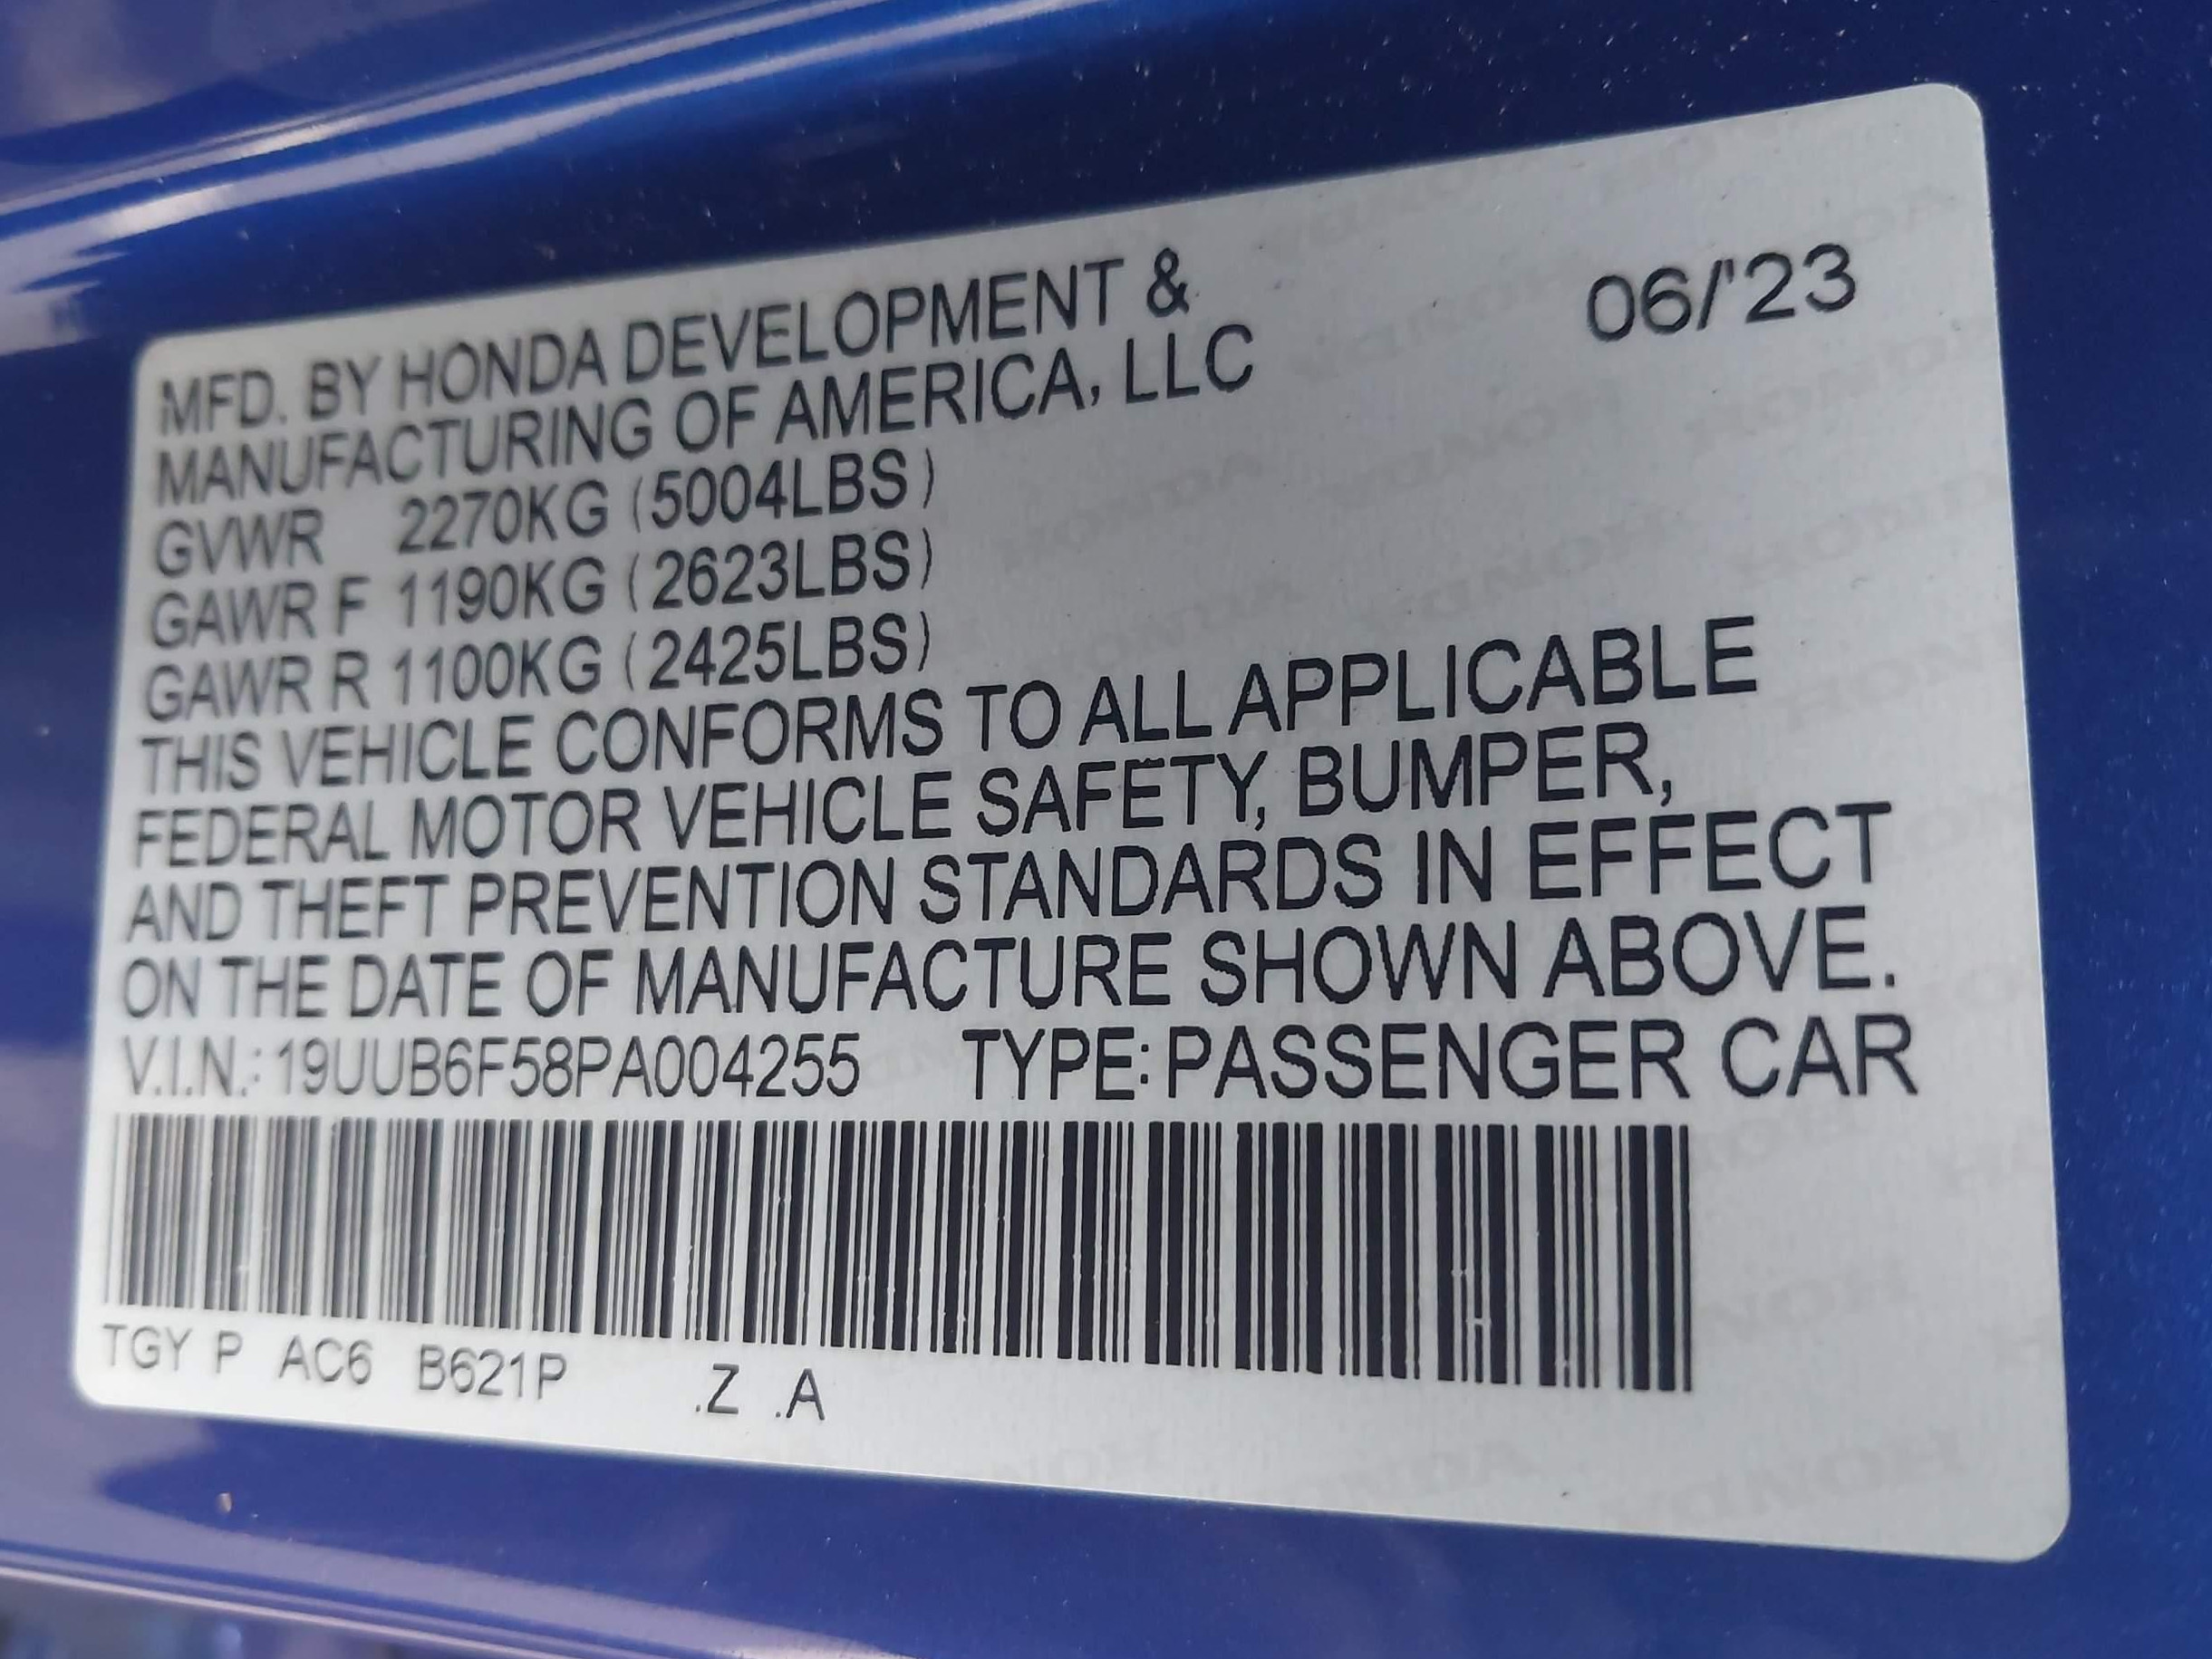 06/'23
MFD. BY HONDA DEVELOPMENT &
MANUFACTURING OF AMERICA, LLC
GVWR 2270KG (5004LBS)
GAWR F 1190KG (2623LBS)
GAWR R 1100KG (2425LBS)
THIS VEHICLE CONFORMS TO ALL APPLICABLE
FEDERAL MOTOR VEHICLE SAFETY, BUMPER,
AND THEFT PREVENTION STANDARDS IN EFFECT
ON THE DATE OF MANUFACTURE SHOWN ABOVE.
V.I.N.: 19UUB6F58PA004255 TYPE: PASSENGER CAR
TGY P AC6 B621P .Z .A